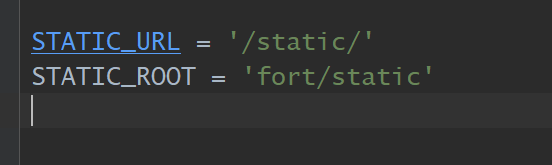 STATIC_URL = '/static/'
STATIC_ROOT = 'fort/static'